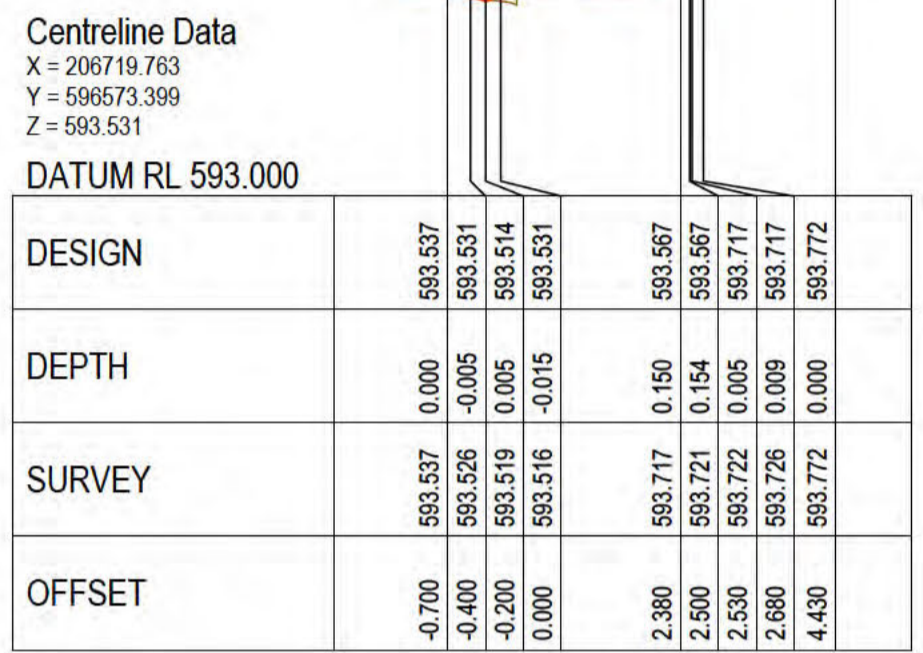 Centreline Data
X = 206719.763
Y = 596573.399
Z = 593.531
DATUM RL 593.000
DESIGN 593.537 593.531 593.514 593.531 593.567 593.567 593.717 593.717 593.772
DEPTH 0.000 -0.005 0.005 -0.015 0.150 0.154 0.005 0.009 0.000
SURVEY 593.537 593.526 593.519 593.516 593.717 593.721 593.722 593.726 593.772
OFFSET -0.700 -0.400 -0.200 0.000 2.380 2.500 2.530 2.680 4.430